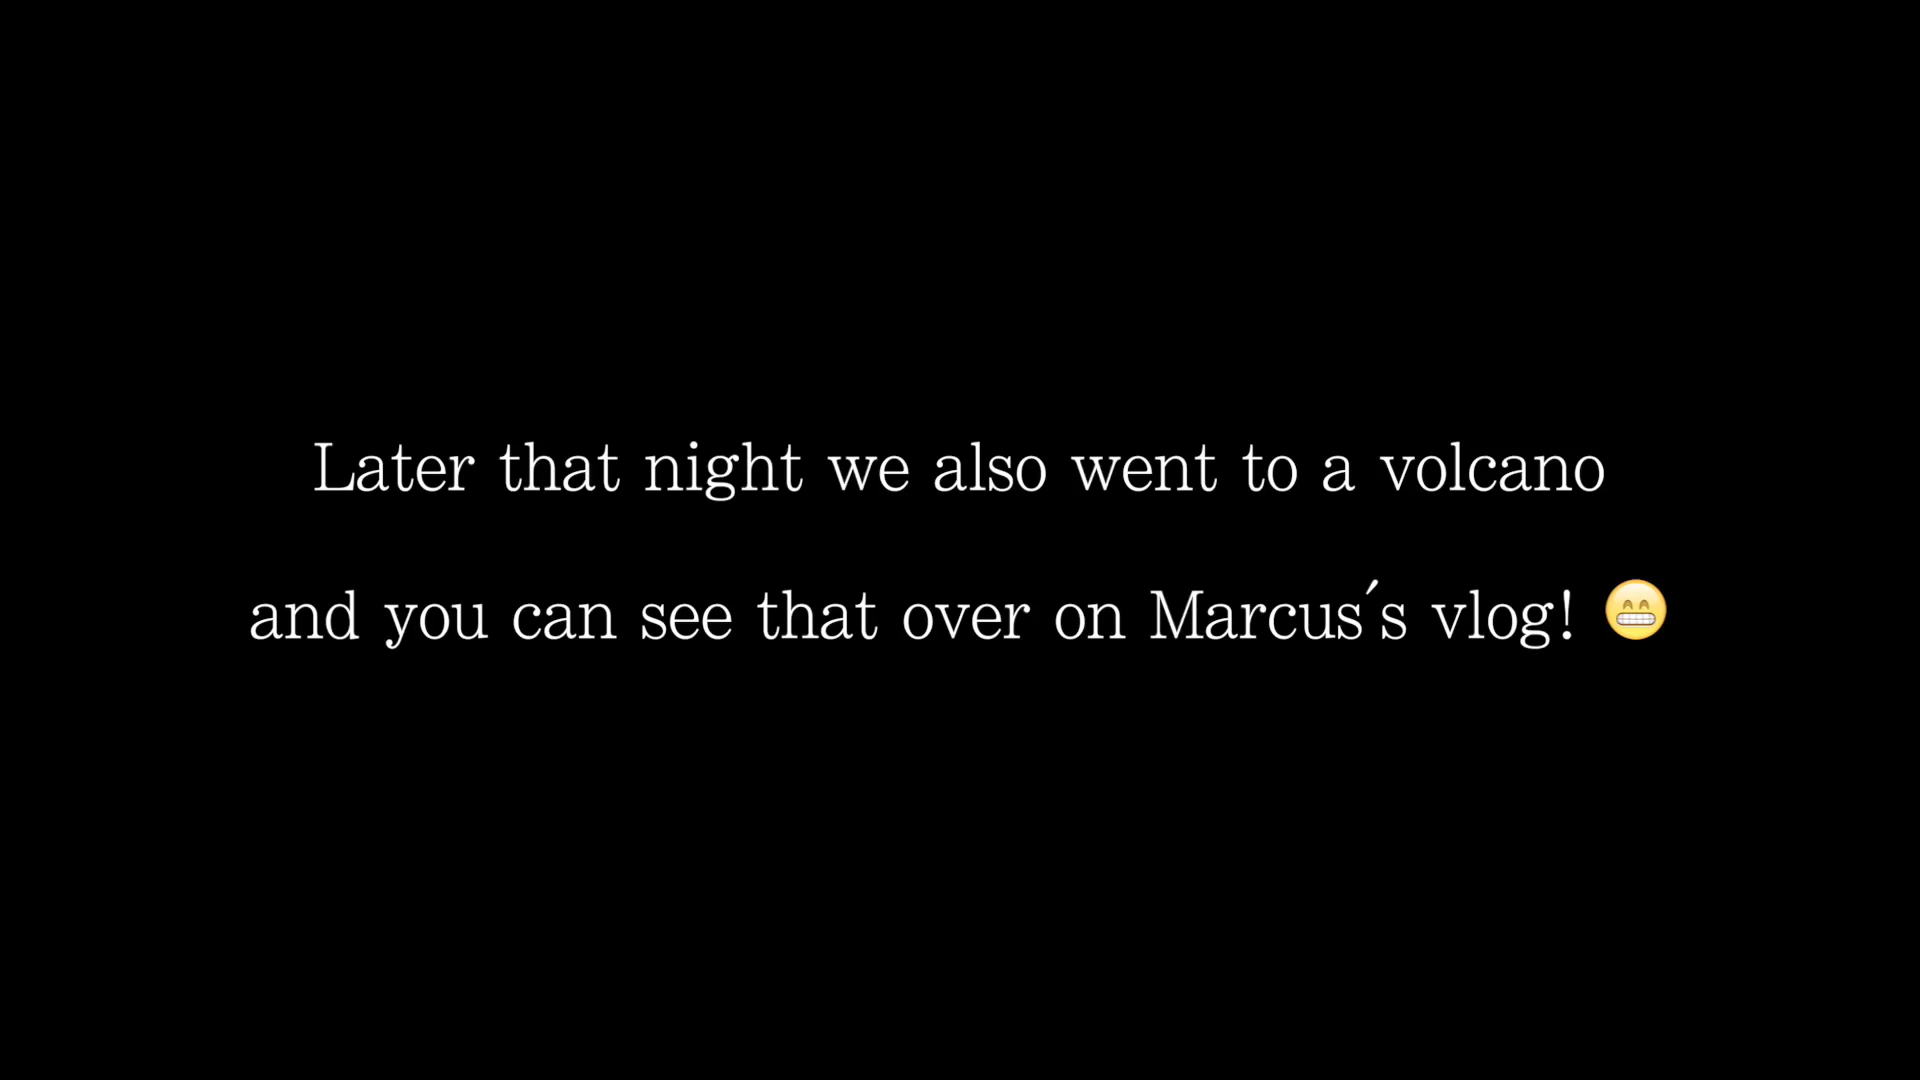 Later that night we also went to a volcano
and you can see that over on Marcus´s vlog! 😁